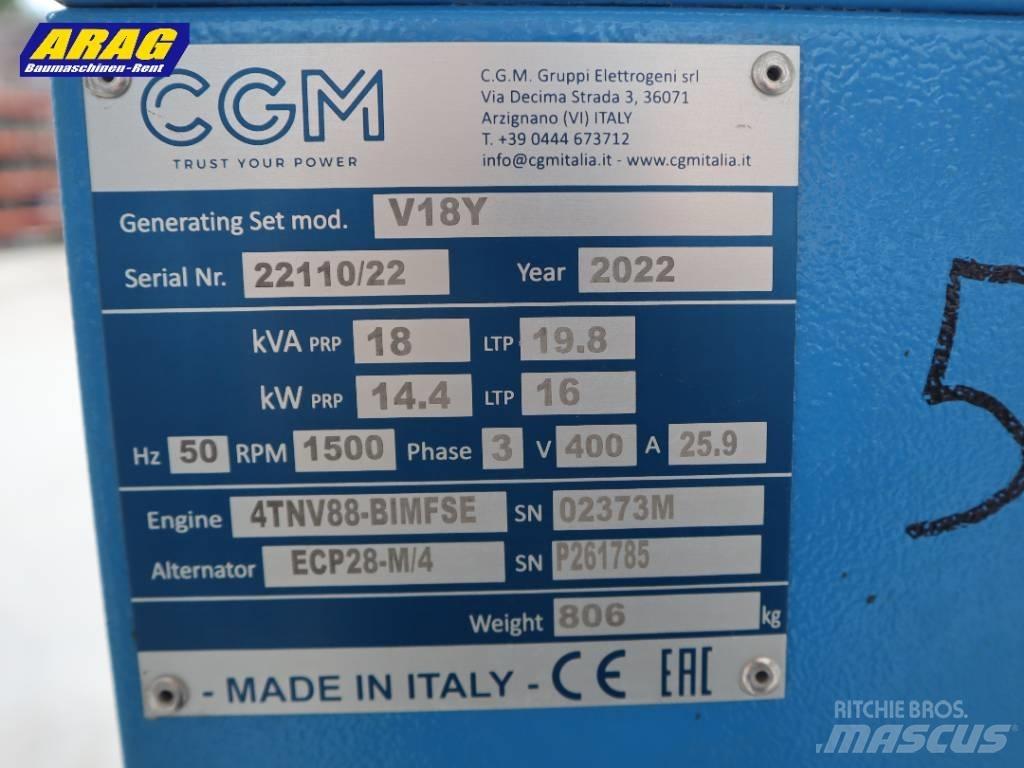 ARAG
Baumaschinen-Rent
CGM
TRUST YOUR POWER
C.G.M. Gruppi Elettrogeni srl
Via Decima Strada 3, 36071
Arzignano (VI) ITALY
T. +39 0444 673712
info@cgmitalia.it - www.cgmitalia.it
Generating Set mod. V18Y
Serial Nr. 22110/22 Year 2022
kVA PRP 18 LTP 19.8
kW PRP 14.4 LTP 16
Hz 50 RPM 1500 Phase 3 V 400 A 25.9
Engine 4TNV88-BIMFSE SN 02373M
Alternator ECP28-M/4 SN P261785
Weight 806 kg
- MADE IN ITALY - CE EAC
5
RITCHIE BROS.
MASCUS